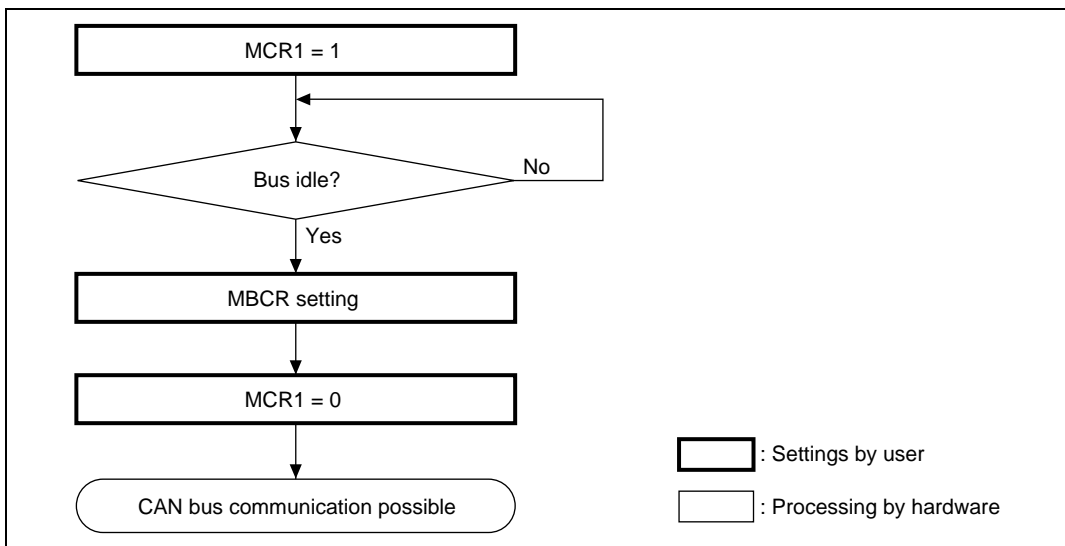 MCR1 = 1
Bus idle?
No
Yes
MBCR setting
MCR1 = 0
CAN bus communication possible
: Settings by user
: Processing by hardware